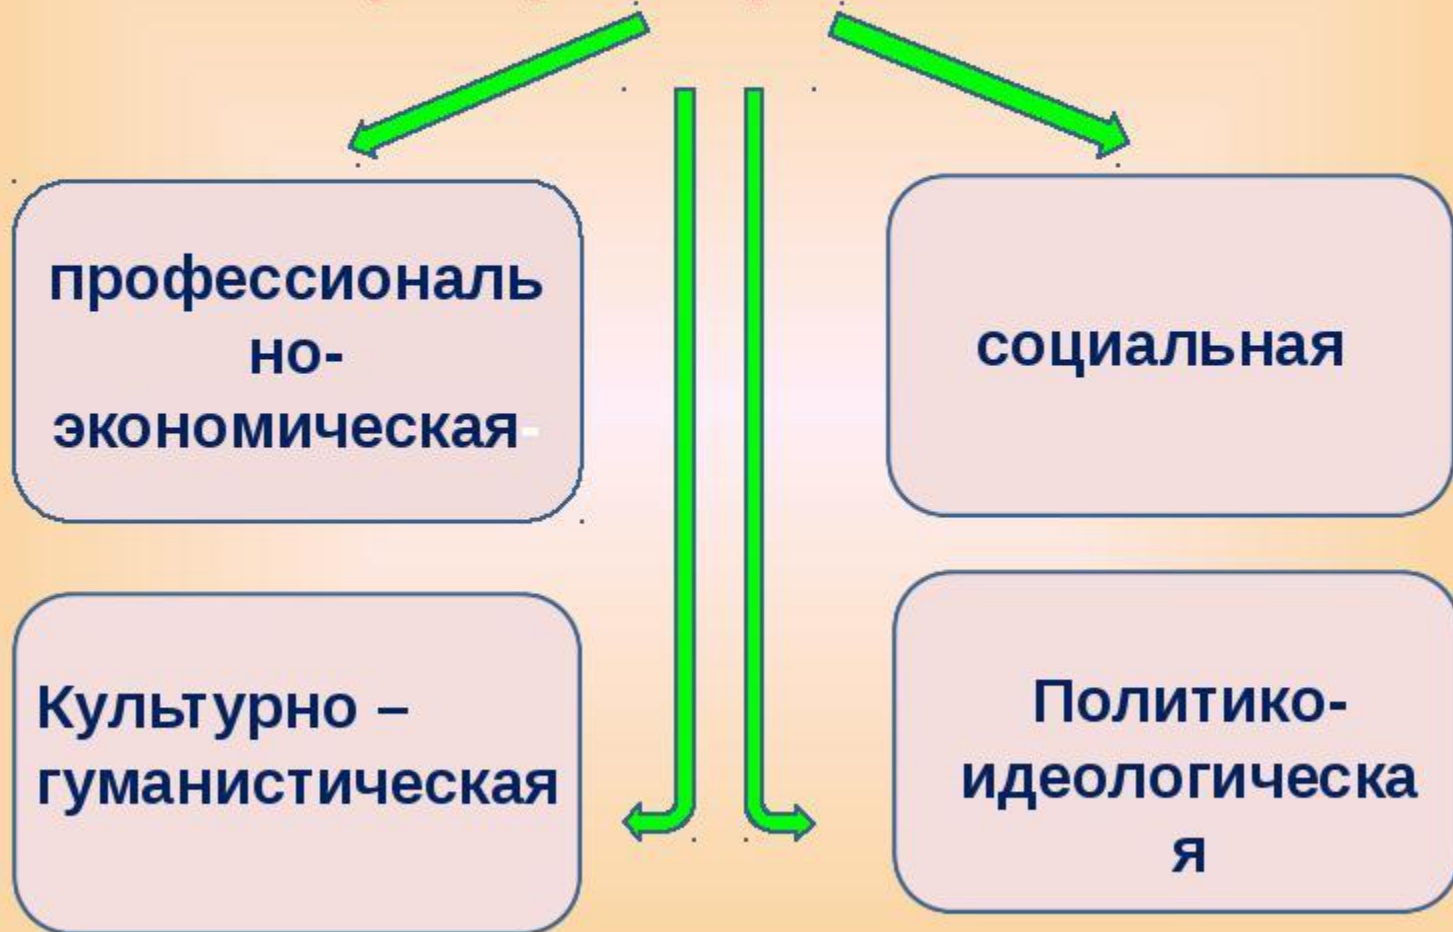 профессиональ
но-
экономическая-
социальная
Культурно –
гуманистическая
Политико-
идеологическа
я